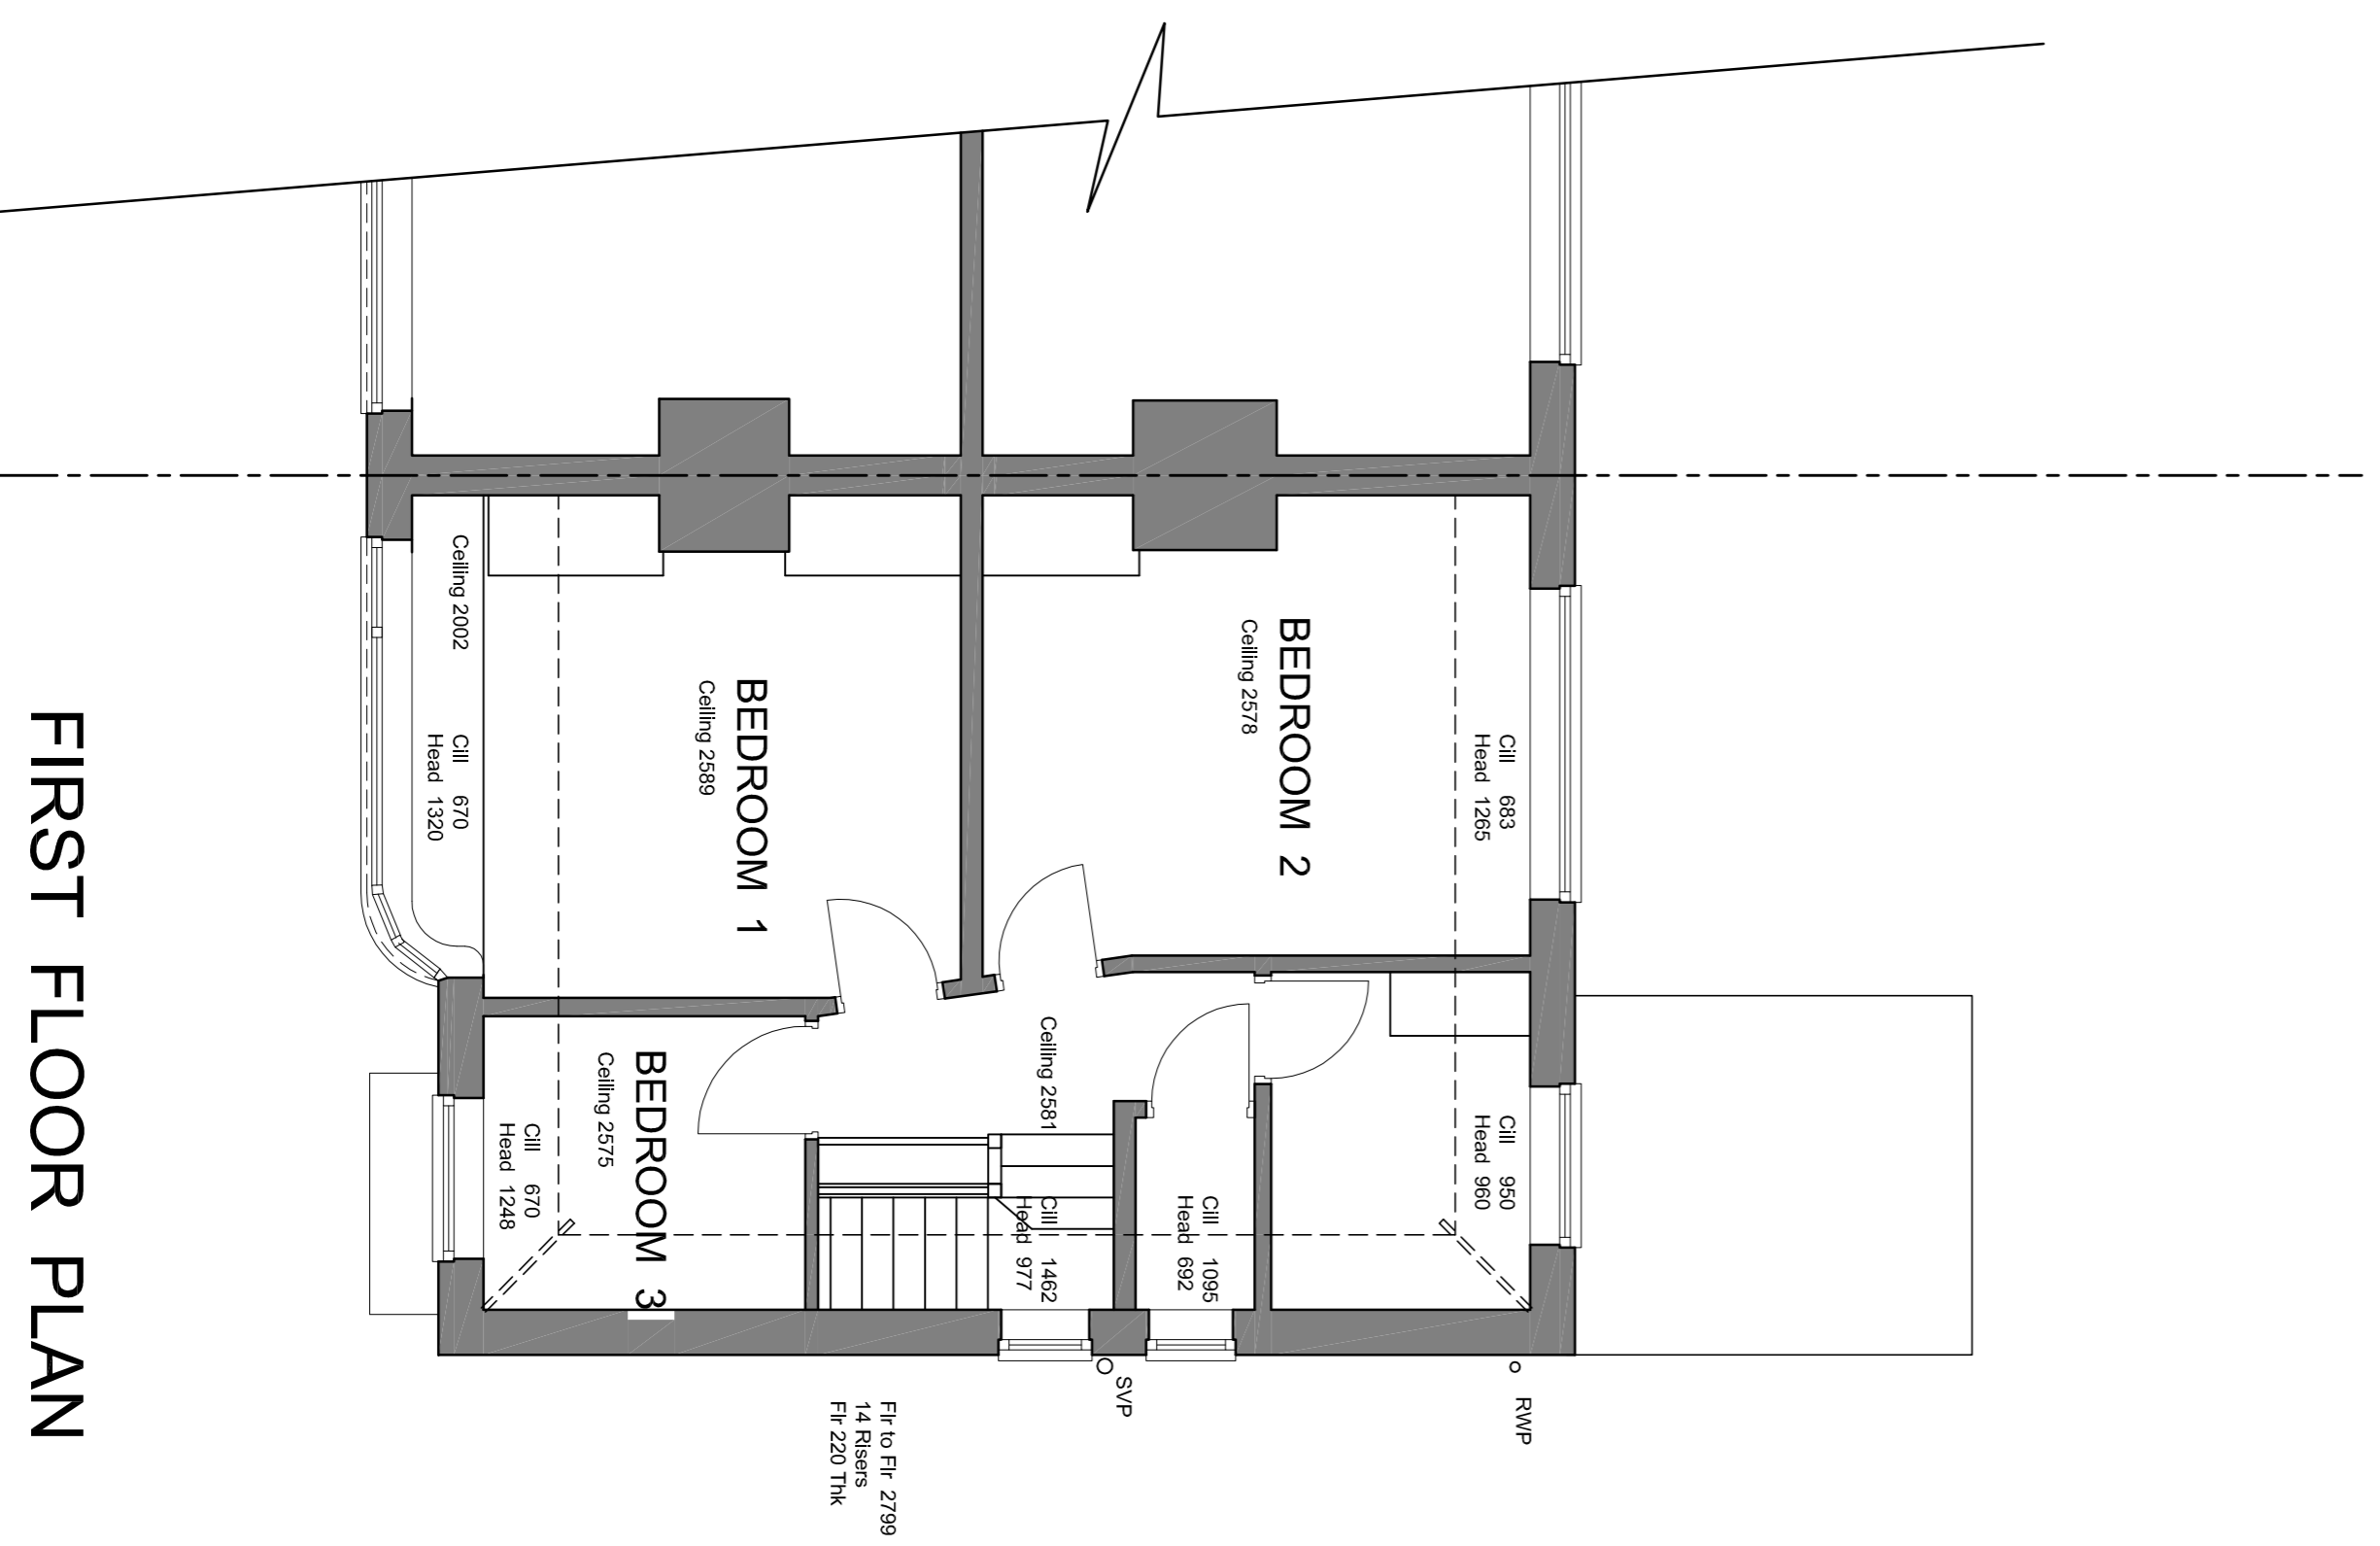 Cill 683
Head 1265
Cill 950
Head 960
BEDROOM 2
Ceiling 2578
Cill 1095
Head 692
Ceiling 2581
Cill 1462
Head 977
BEDROOM 1
Ceiling 2589
BEDROOM 3
Ceiling 2575
Cill 670
Head 1248
Ceiling 2002
Cill 670
Head 1320
RWP
SVP
Flr to Flr 2799
14 Risers
Flr 220 Thk
FIRST FLOOR PLAN